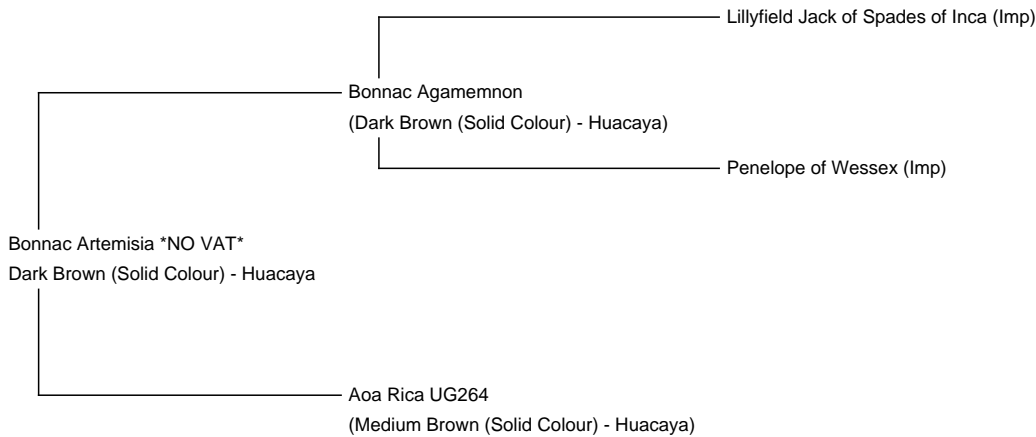 Lillyfield Jack of Spades of Inca (Imp)
Bonnac Agamemnon
(Dark Brown (Solid Colour) - Huacaya)
Penelope of Wessex (Imp)
Bonnac Artemisia *NO VAT*
Dark Brown (Solid Colour) - Huacaya
Aoa Rica UG264
(Medium Brown (Solid Colour) - Huacaya)